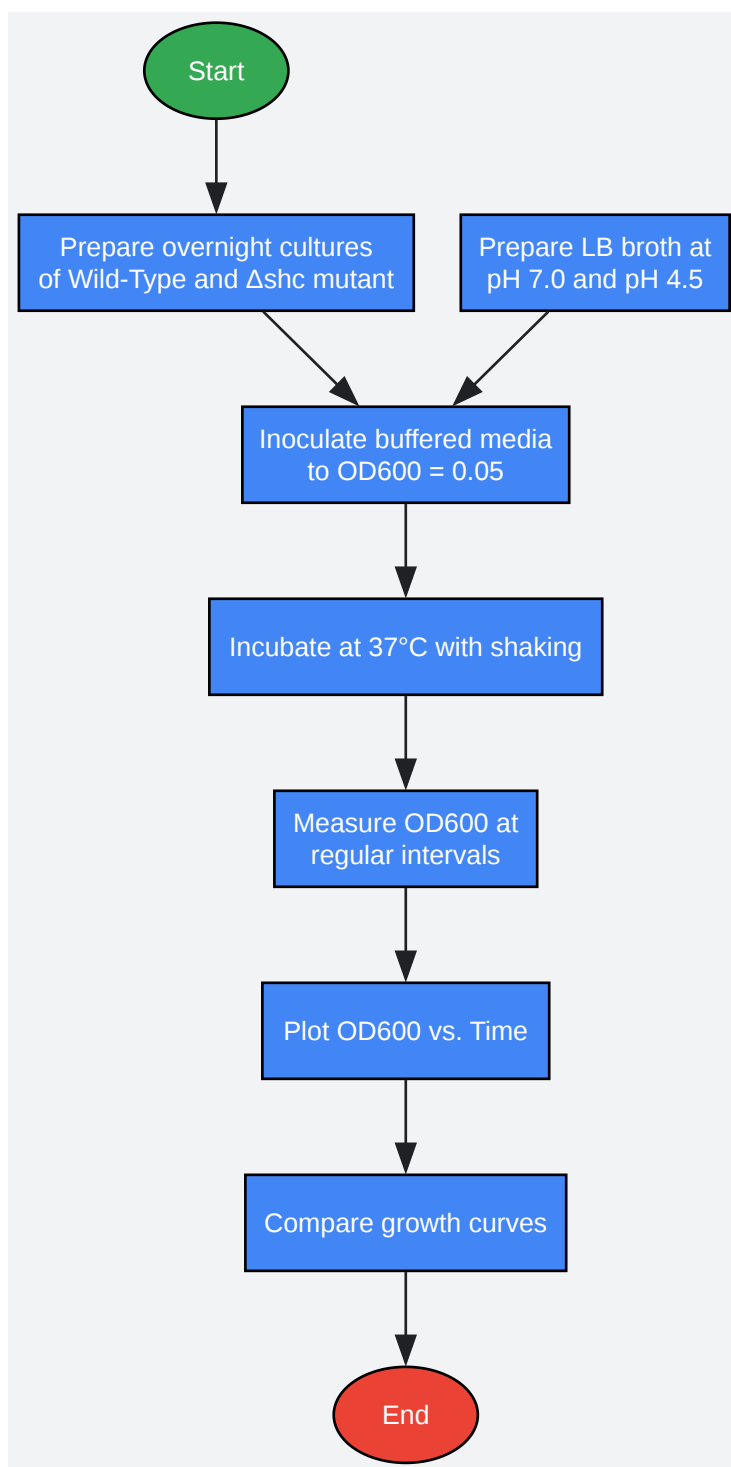 Start
Prepare overnight cultures
of Wild-Type and Δshc mutant
Prepare LB broth at
pH 7.0 and pH 4.5
Inoculate buffered media
to OD600 = 0.05
Incubate at 37°C with shaking
Measure OD600 at
regular intervals
Plot OD600 vs. Time
Compare growth curves
End